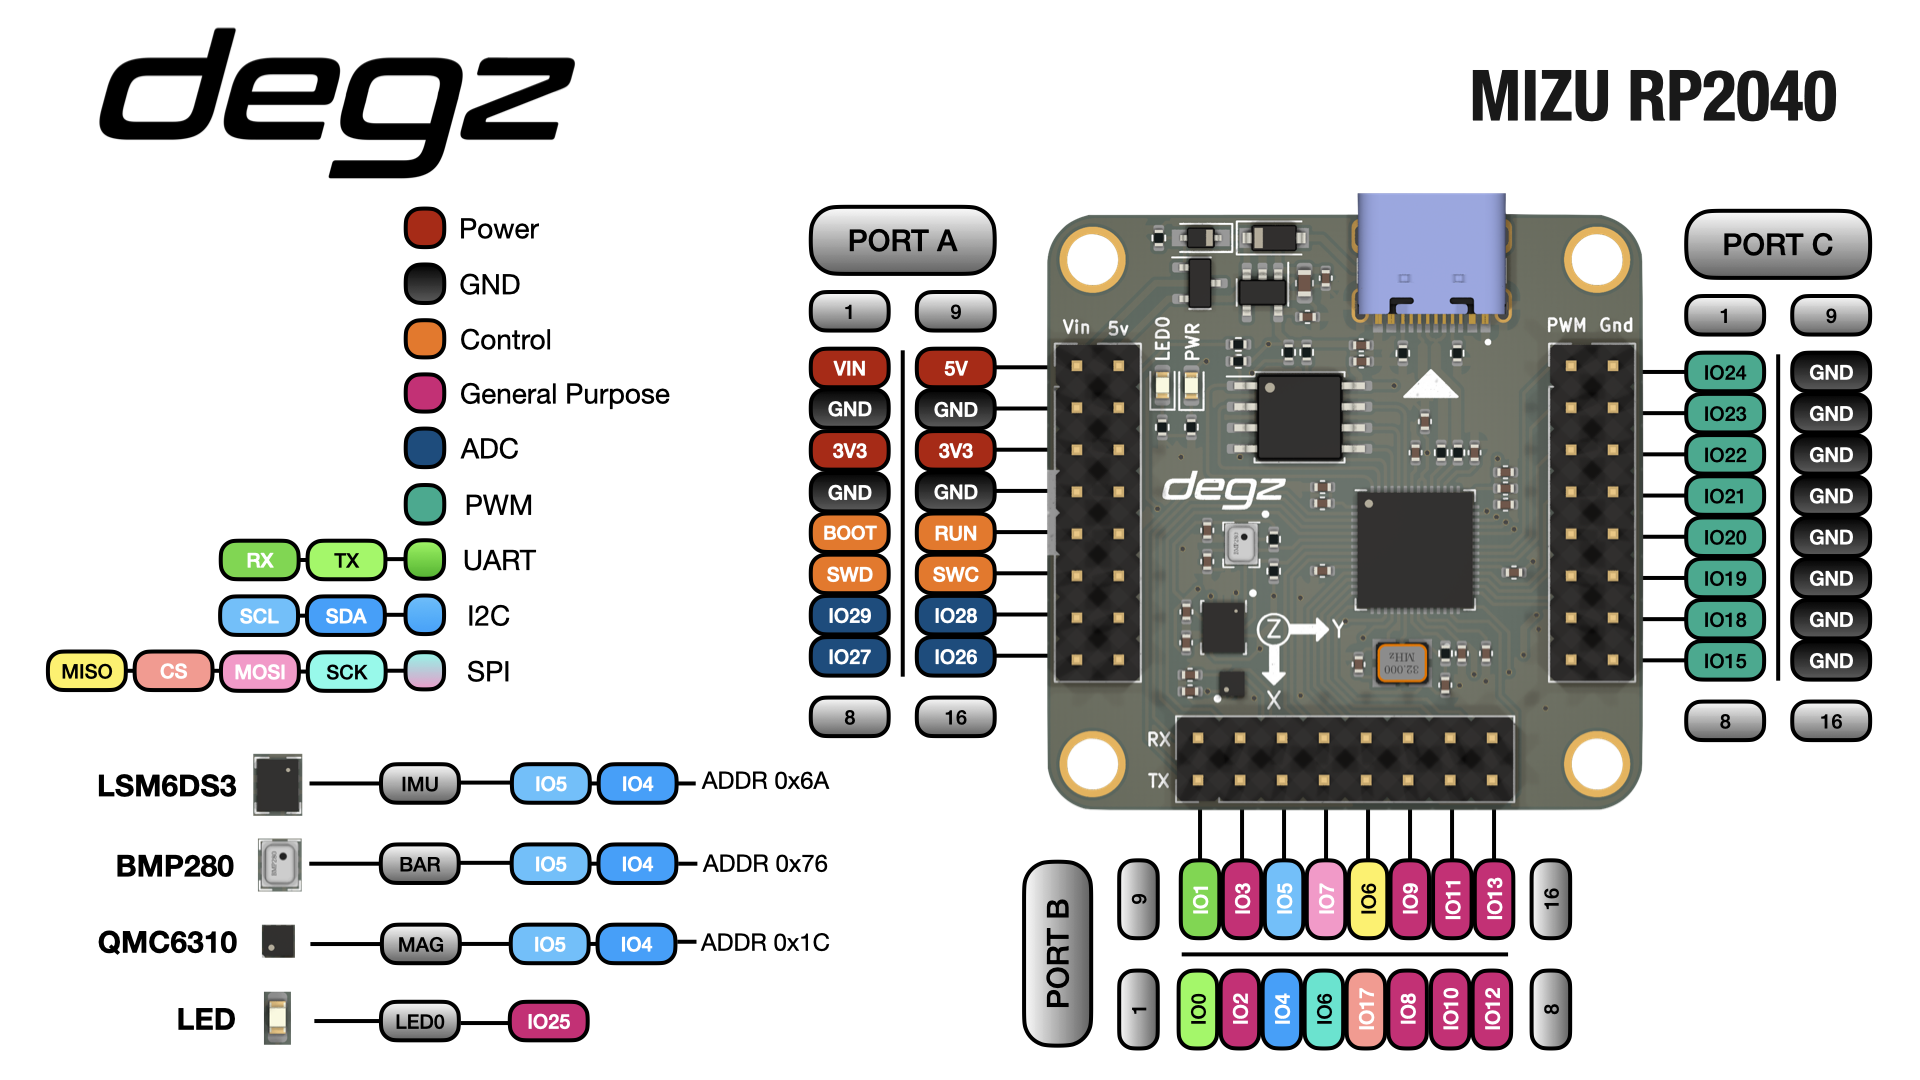 degz
MIZU RP2040
Power
GND
Control
General Purpose
ADC
PWM
RX TX UART
SCL SDA I2C
MISO CS MOSI SCK SPI
LSM6DS3 IMU IO5 IO4 ADDR 0x6A
BMP280 BAR IO5 IO4 ADDR 0x76
QMC6310 MAG IO5 IO4 ADDR 0x1C
LED LED0 IO25
PORT A
1 9
VIN 5V
GND GND
3V3 3V3
GND GND
BOOT RUN
SWD SWC
IO29 IO28
IO27 IO26
8 16
Vin 5v
LED0
PWR
PWM Gnd
degz
Z Y
X
32.000
MHz
RX
TX
PORT C
1 9
IO24 GND
IO23 GND
IO22 GND
IO21 GND
IO20 GND
IO19 GND
IO18 GND
IO15 GND
8 16
PORT B
9 IO1 IO3 IO5 IO7 IO6 IO9 IO11 IO13 16
1 IO0 IO2 IO4 IO6 IO17 IO8 IO10 IO12 8